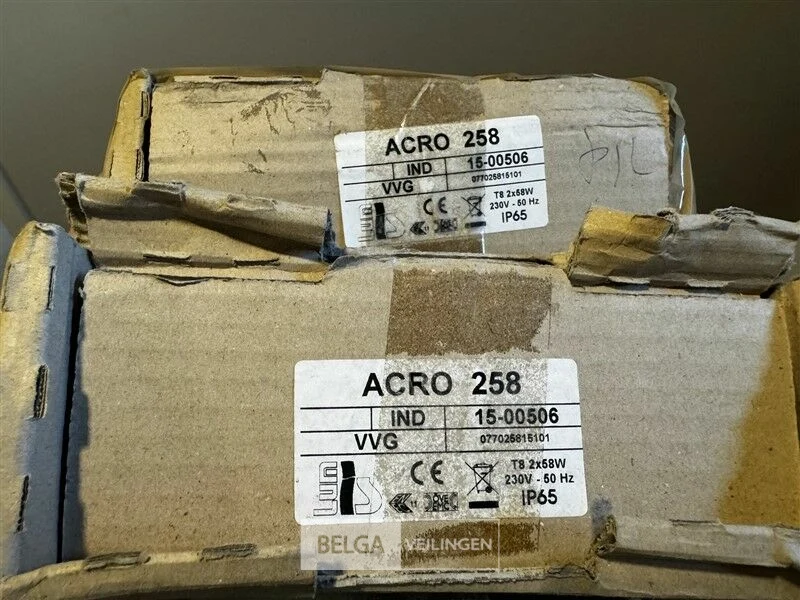 ACRO 258
IND 15-00506
VVG 077025815101
T8 2x58W
230V - 50 Hz
CE
IP65
ACRO 258
IND 15-00506
VVG 077025815101
T8 2x58W
CE
230V - 50 Hz
IP65
BELGA VEILINGEN